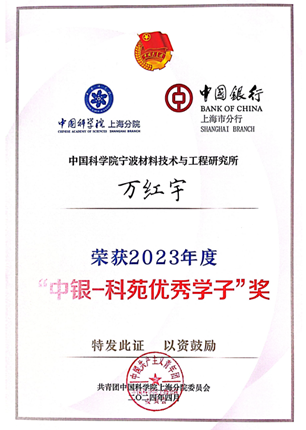 中国科学院 上海分院
CHINESE ACADEMY OF SCIENCES SHANGHAI BRANCH
中国银行
BANK OF CHINA
上海市分行
SHANGHAI BRANCH
中国科学院宁波材料技术与工程研究所
万红宇
荣获2023年度
“中银-科苑优秀学子”奖
特发此证 以资鼓励
共青团中国科学院上海分院委员会
二〇二四年四月